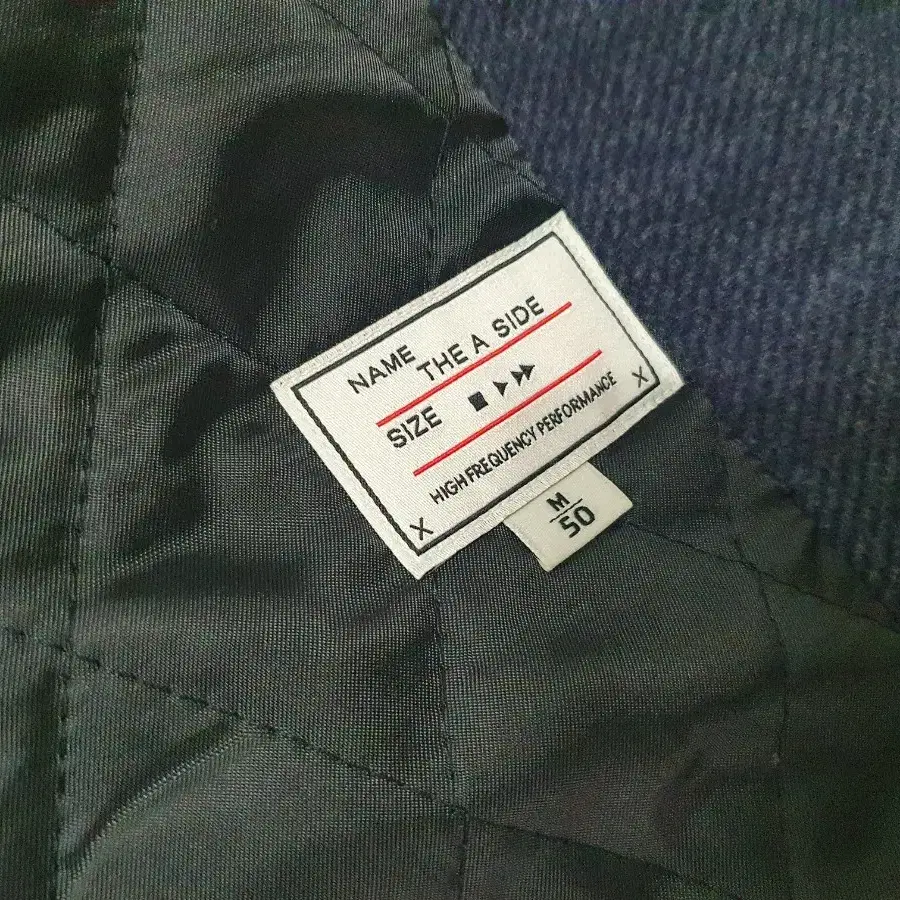 NAME THE A SIDE
SIZE ■ ▶ ▶▶
HIGH FREQUENCY PERFORMANCE
X X
M
50